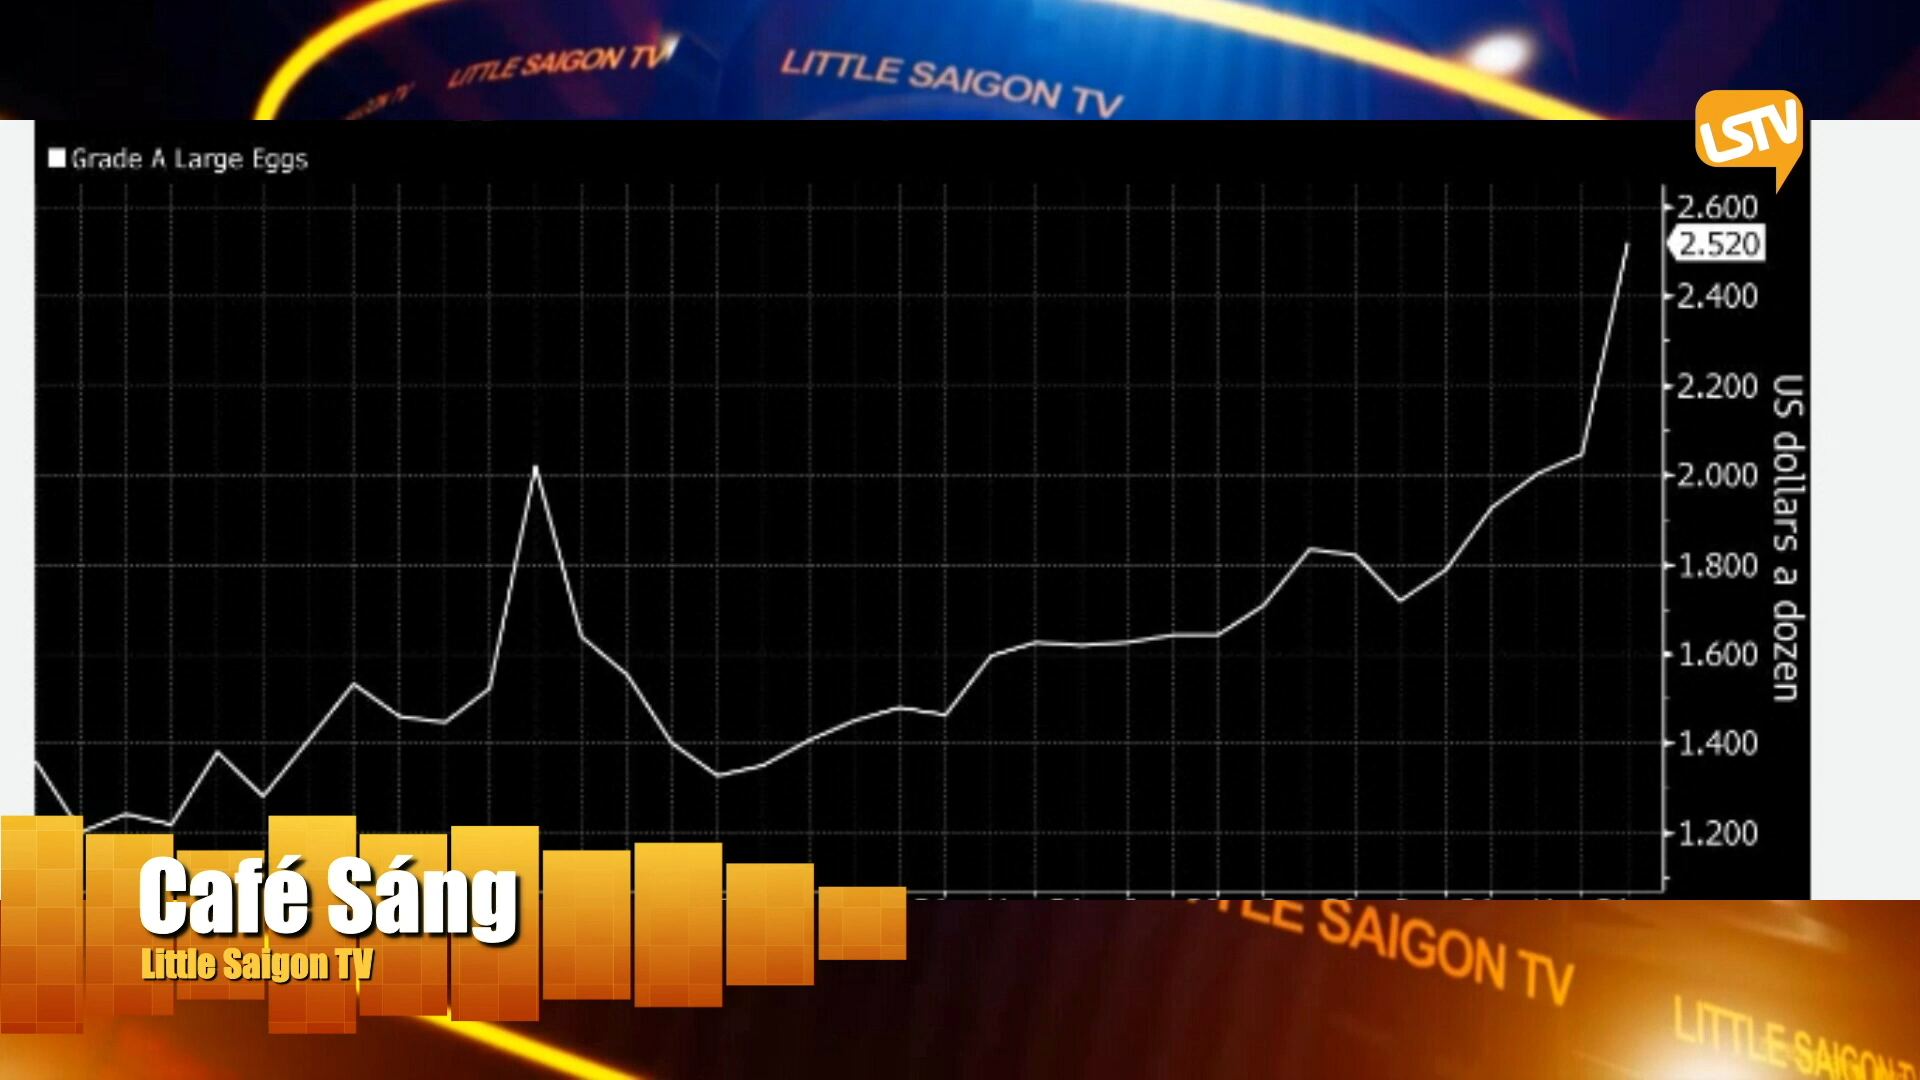 LITTLE SAIGON TV
LITTLE SAIGON TV
LSTV
Grade A Large Eggs
2.600
2.520
2.400
2.200
2.000
1.800
1.600
1.400
1.200
US dollars a dozen
Café Sáng
Little Saigon TV
LE SAIGON TV
LITTLE SAIGON TV